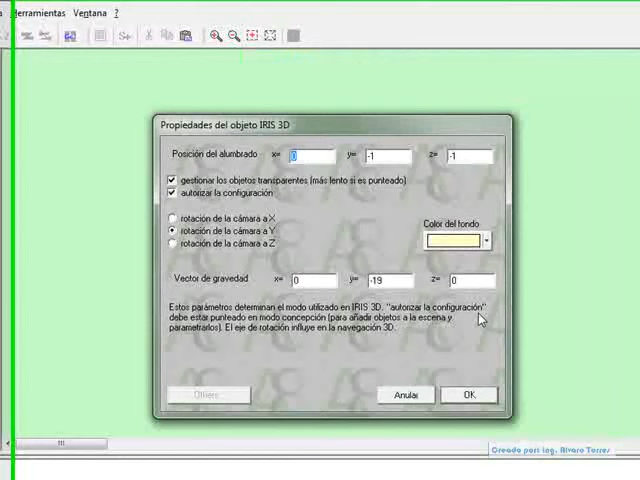 Herramientas Ventana ?
Propiedades del objeto IRIS 3D
Posición del alumbrado x= 0 y= -1 z= -1
gestionar los objetos transparentes (más lento si es punteado)
autorizar la configuración
rotación de la cámara a X
rotación de la cámara a Y
rotación de la cámara a Z
Color del fondo
Vector de gravedad x= 0 y= -19 z= 0
Estos parámetros determinan el modo utilizado en IRIS 3D. "autorizar la configuración"
debe estar punteado en modo concepción (para añadir objetos a la escena y
parametrarlos). El eje de rotación influye en la navegación 3D.
Others
Anular
OK
Creado por: Ing. Alvaro Torres